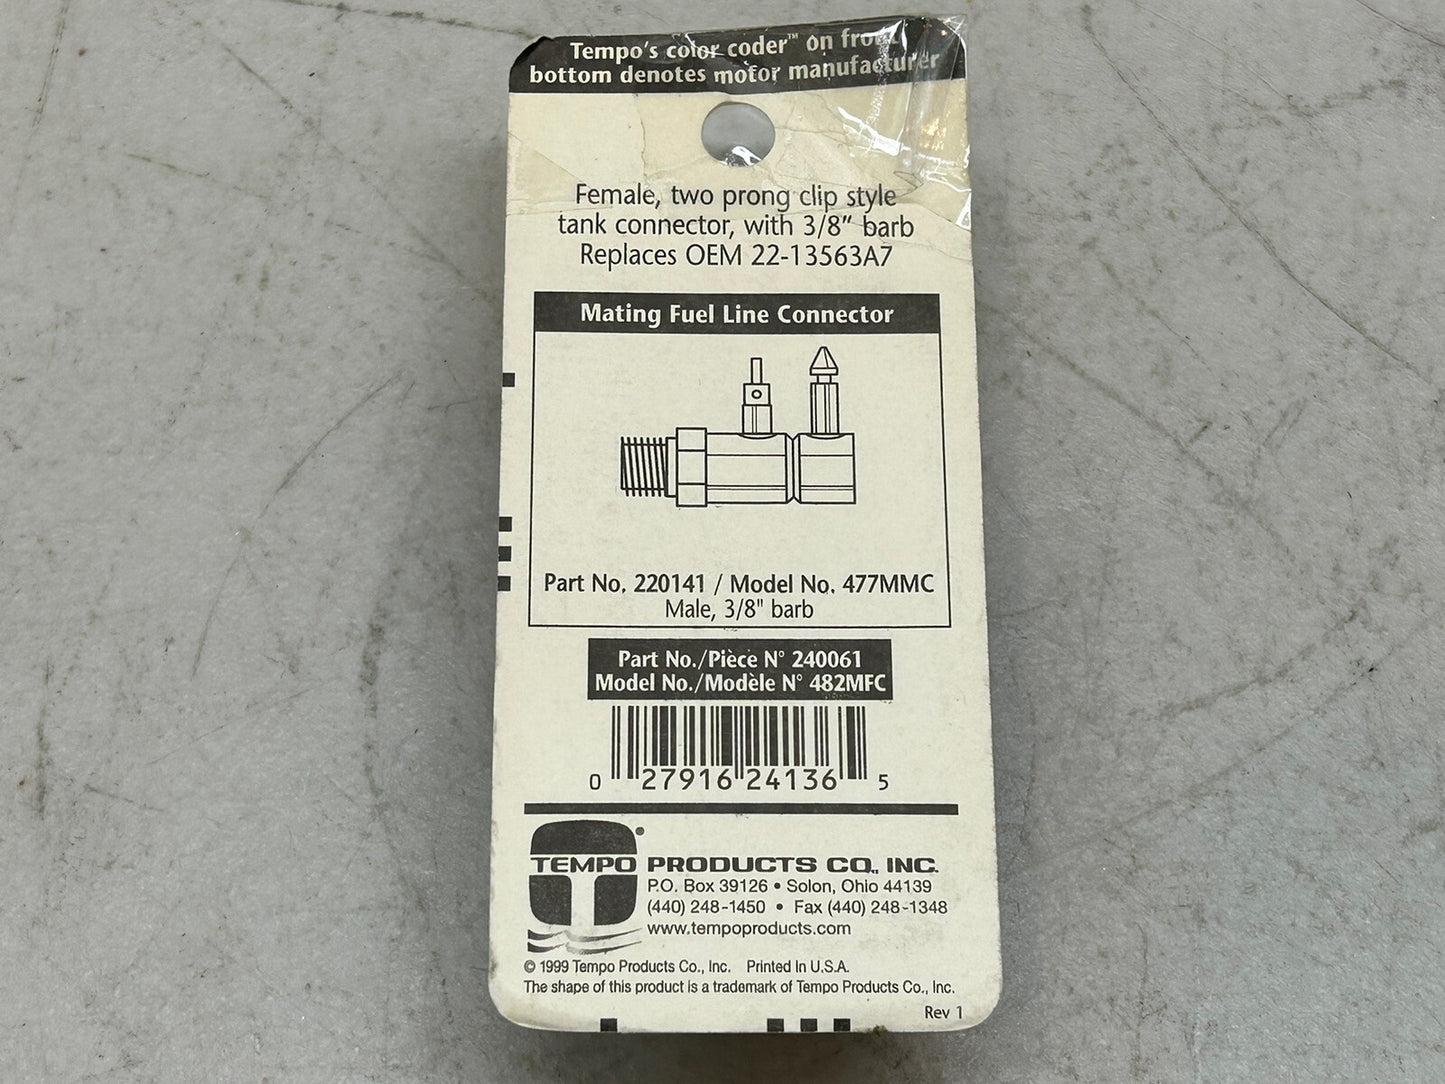 Tempo's color coder™ on front
bottom denotes motor manufacturer
Female, two prong clip style
tank connector, with 3/8" barb
Replaces OEM 22-13563A7
Mating Fuel Line Connector
Part No. 220141 / Model No. 477MMC
Male, 3/8" barb
Part No./Pièce N° 240061
Model No./Modèle N° 482MFC
0 27916 24136 5
TEMPO PRODUCTS CO., INC.
P.O. Box 39126 • Solon, Ohio 44139
(440) 248-1450 • Fax (440) 248-1348
www.tempoproducts.com
© 1999 Tempo Products Co., Inc. Printed In U.S.A.
The shape of this product is a trademark of Tempo Products Co., Inc.
Rev 1